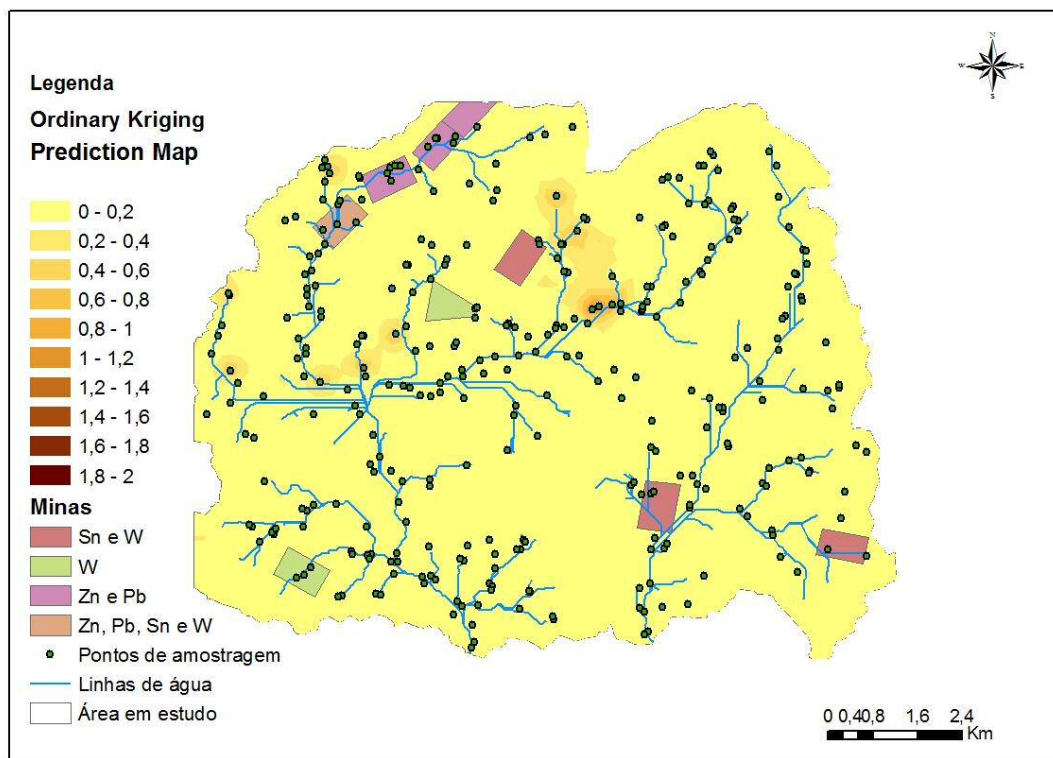 Legenda
Ordinary Kriging
Prediction Map
0 - 0,2
0,2 - 0,4
0,4 - 0,6
0,6 - 0,8
0,8 - 1
1 - 1,2
1,2 - 1,4
1,4 - 1,6
1,6 - 1,8
1,8 - 2
Minas
Sn e W
W
Zn e Pb
Zn, Pb, Sn e W
Pontos de amostragem
Linhas de água
Área em estudo
N
W E
S
0 0,40,8 1,6 2,4
Km